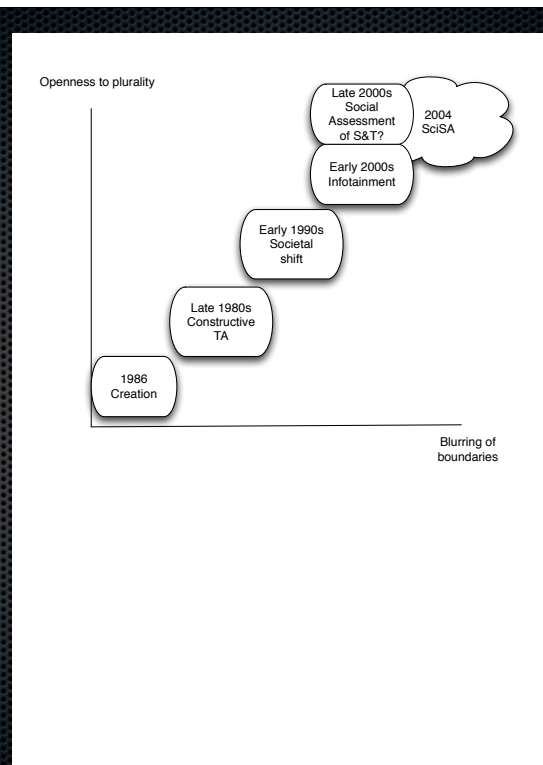 Openness to plurality
Late 2000s
Social
Assessment
of S&T?
2004
SciSA
Early 2000s
Infotainment
Early 1990s
Societal
shift
Late 1980s
Constructive
TA
1986
Creation
Blurring of
boundaries